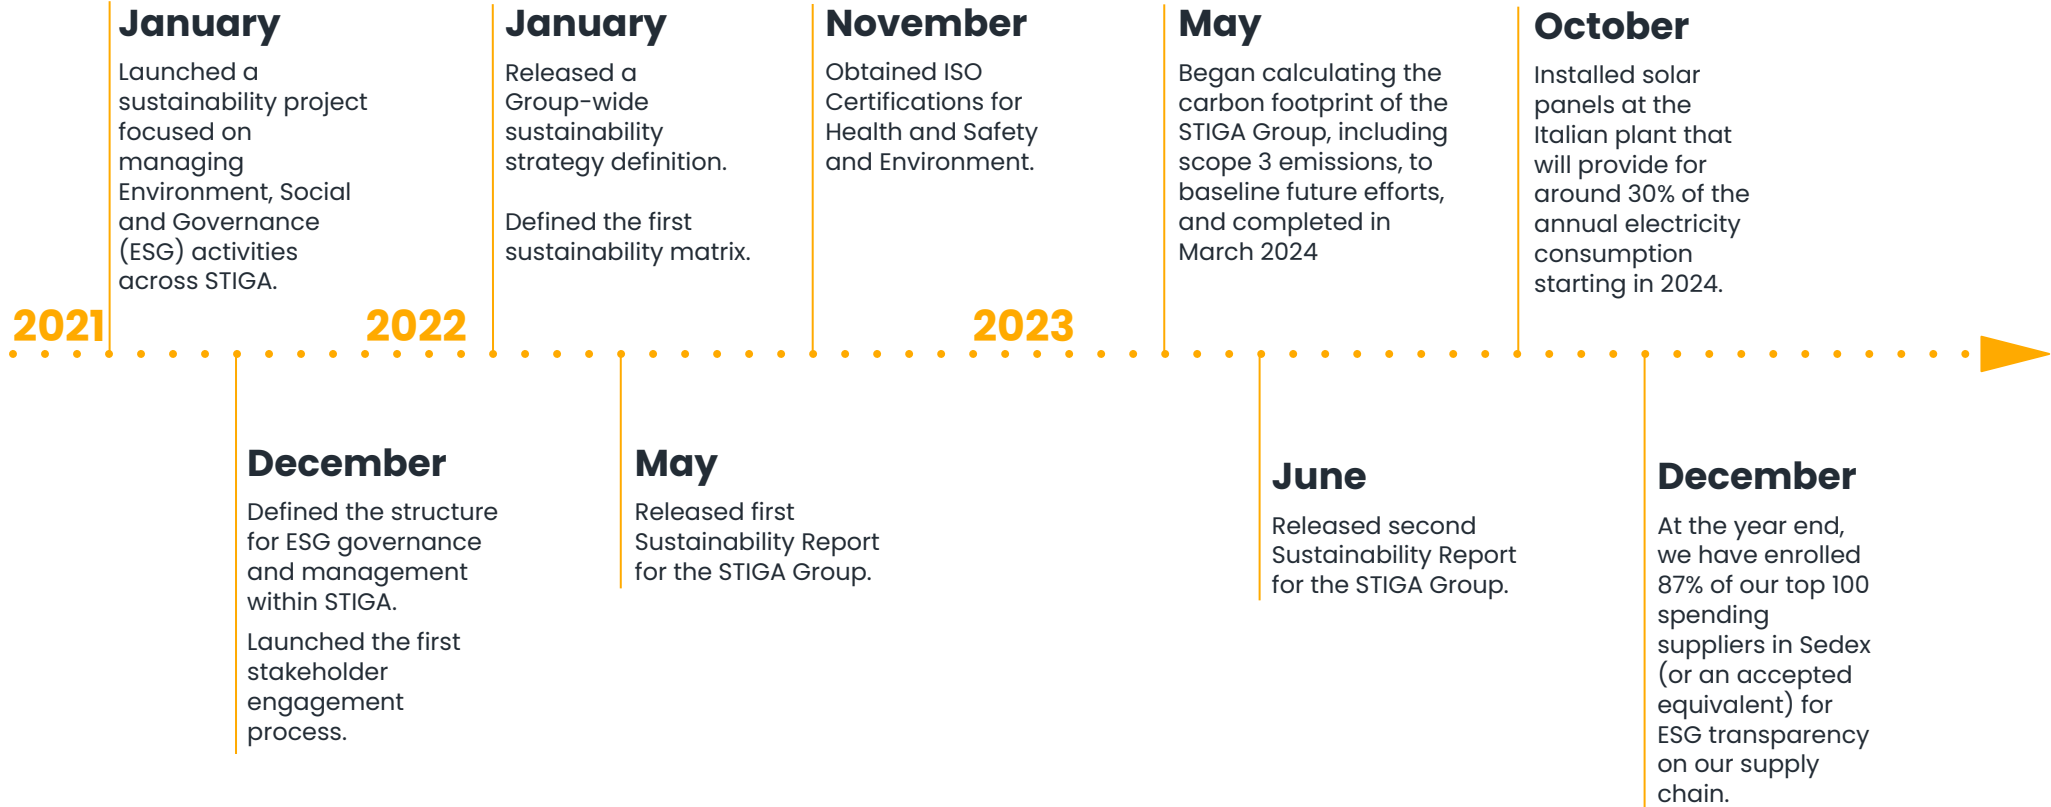 2021
January
Launched a
sustainability project
focused on
managing
Environment, Social
and Governance
(ESG) activities
across STIGA.
December
Defined the structure
for ESG governance
and management
within STIGA.
Launched the first
stakeholder
engagement
process.
2022
January
Released a
Group-wide
sustainability
strategy definition.
Defined the first
sustainability matrix.
May
Released first
Sustainability Report
for the STIGA Group.
November
Obtained ISO
Certifications for
Health and Safety
and Environment.
2023
May
Began calculating the
carbon footprint of the
STIGA Group, including
scope 3 emissions, to
baseline future efforts,
and completed in
March 2024
June
Released second
Sustainability Report
for the STIGA Group.
October
Installed solar
panels at the
Italian plant that
will provide for
around 30% of the
annual electricity
consumption
starting in 2024.
December
At the year end,
we have enrolled
87% of our top 100
spending
suppliers in Sedex
(or an accepted
equivalent) for
ESG transparency
on our supply
chain.